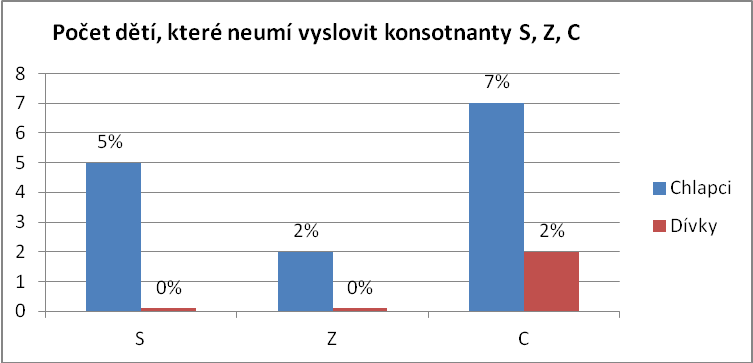 Počet dětí, které neumí vyslovit konsotnanty S, Z, C
8
7
6
5
4
3
2
1
0
5%
0%
2%
0%
7%
2%
S
Z
C
Chlapci
Dívky